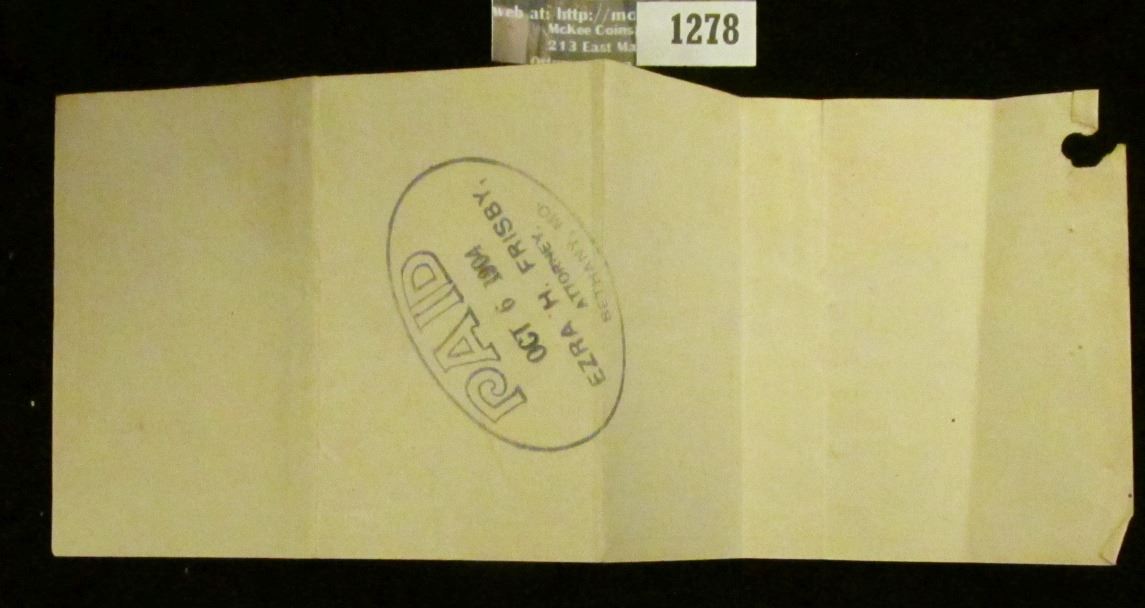 web at: http://mc
McKee Coins
213 East Ma
1278
PAID
OCT 6 1904
EZRA H. FRISBY,
ATTORNEY,
BETHANY, MO.